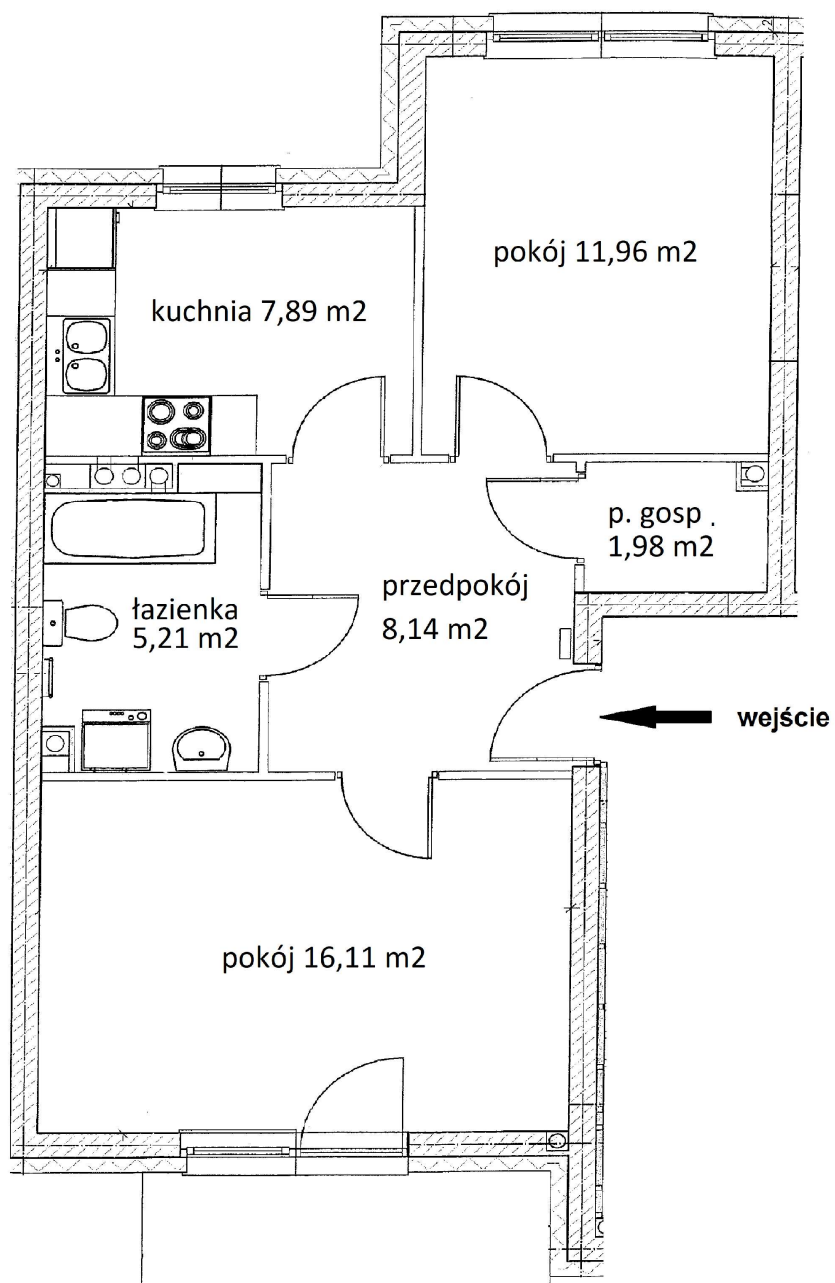 pokój 11,96 m2
kuchnia 7,89 m2
p. gosp .
1,98 m2
przedpokój
8,14 m2
łazienka
5,21 m2
wejście
pokój 16,11 m2